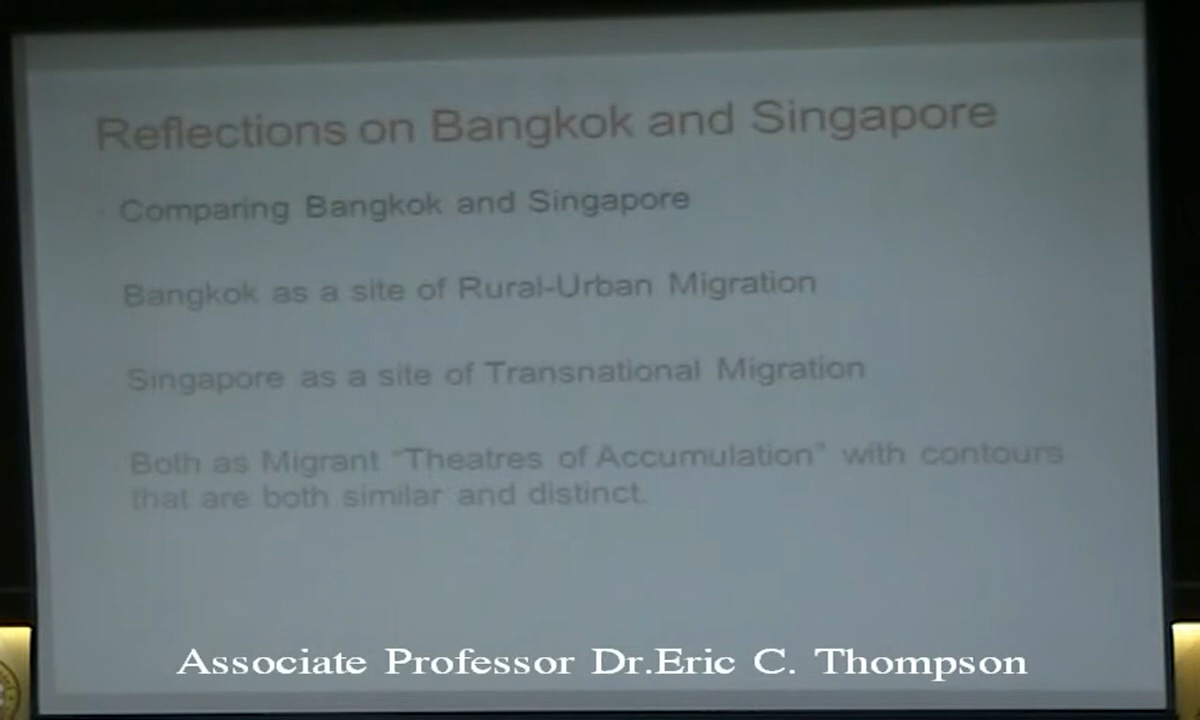 Reflections on Bangkok and Singapore
Comparing Bangkok and Singapore
Bangkok as a site of Rural-Urban Migration
Singapore as a site of Transnational Migration
Both as Migrant "Theatres of Accumulation" with contours
that are both similar and distinct.
Associate Professor Dr.Eric C. Thompson